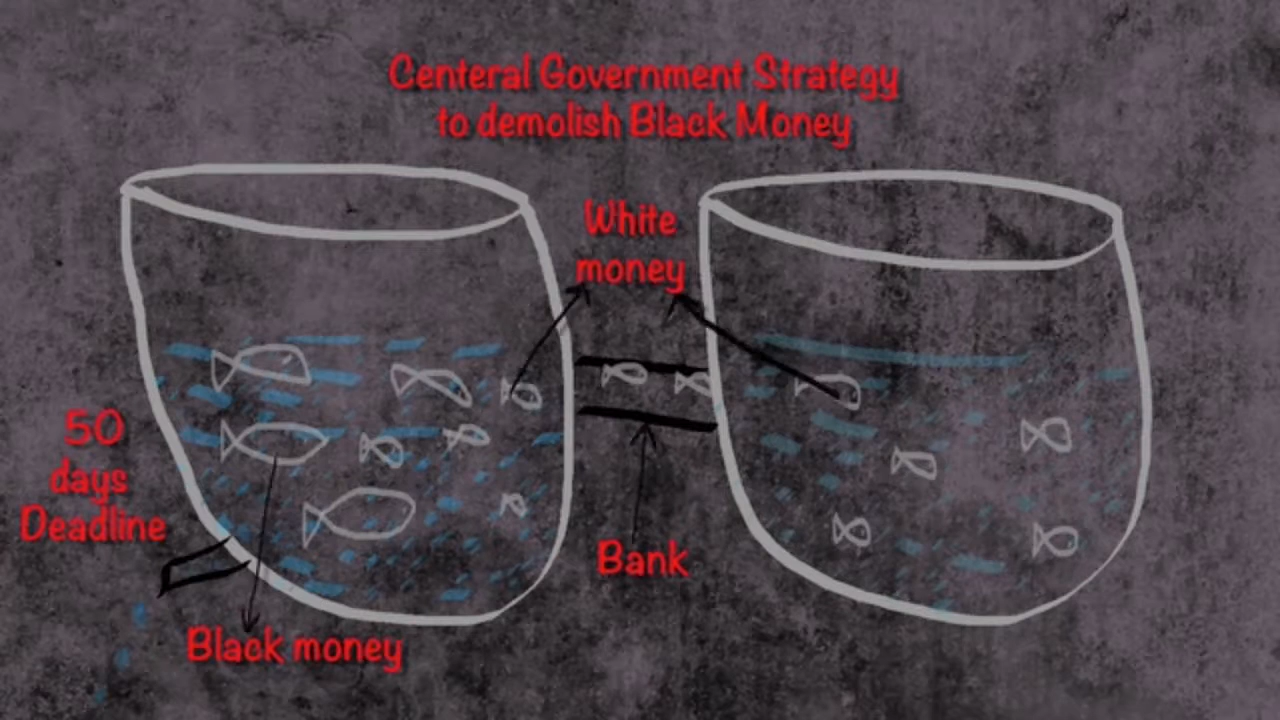 Centeral Government Strategy
to demolish Black Money
White
money
50
days
Deadline
Bank
Black money